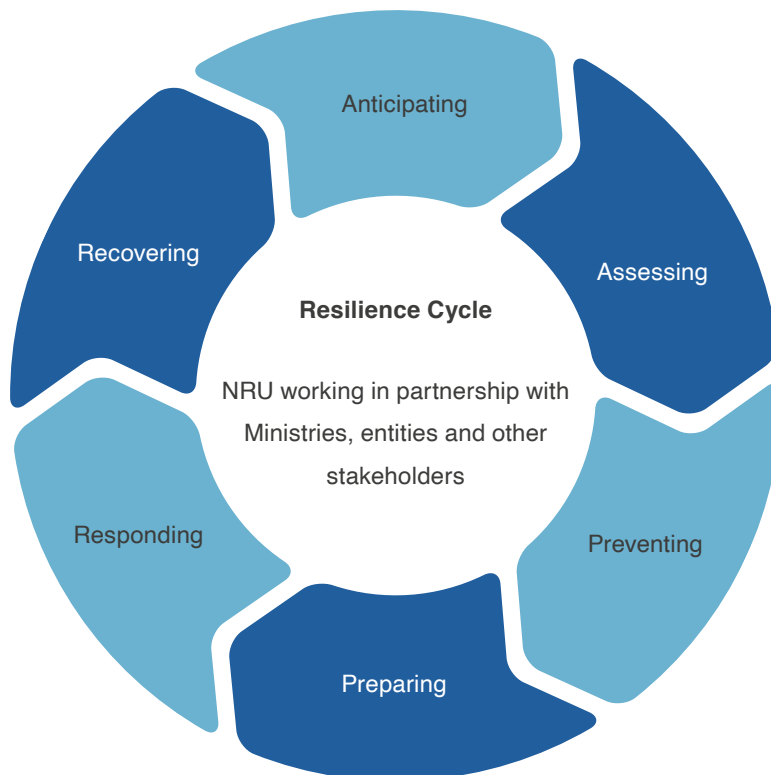 Anticipating
Assessing
Preventing
Preparing
Responding
Recovering
Resilience Cycle
NRU working in partnership with
Ministries, entities and other
stakeholders